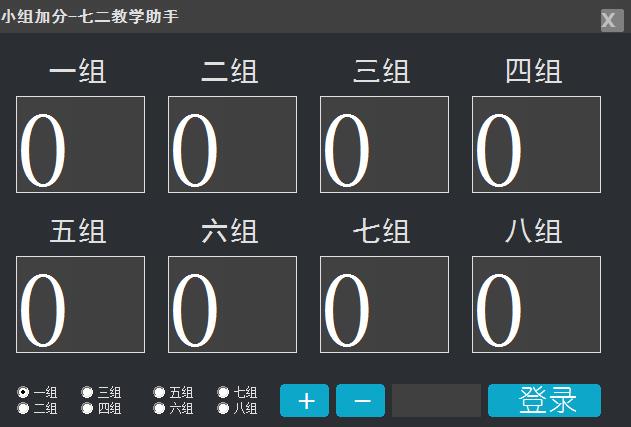 小组加分-七二教学助手 X
一组 二组 三组 四组
0 0 0 0
五组 六组 七组 八组
0 0 0 0
一组 三组 五组 七组
二组 四组 六组 八组
+ - 登录